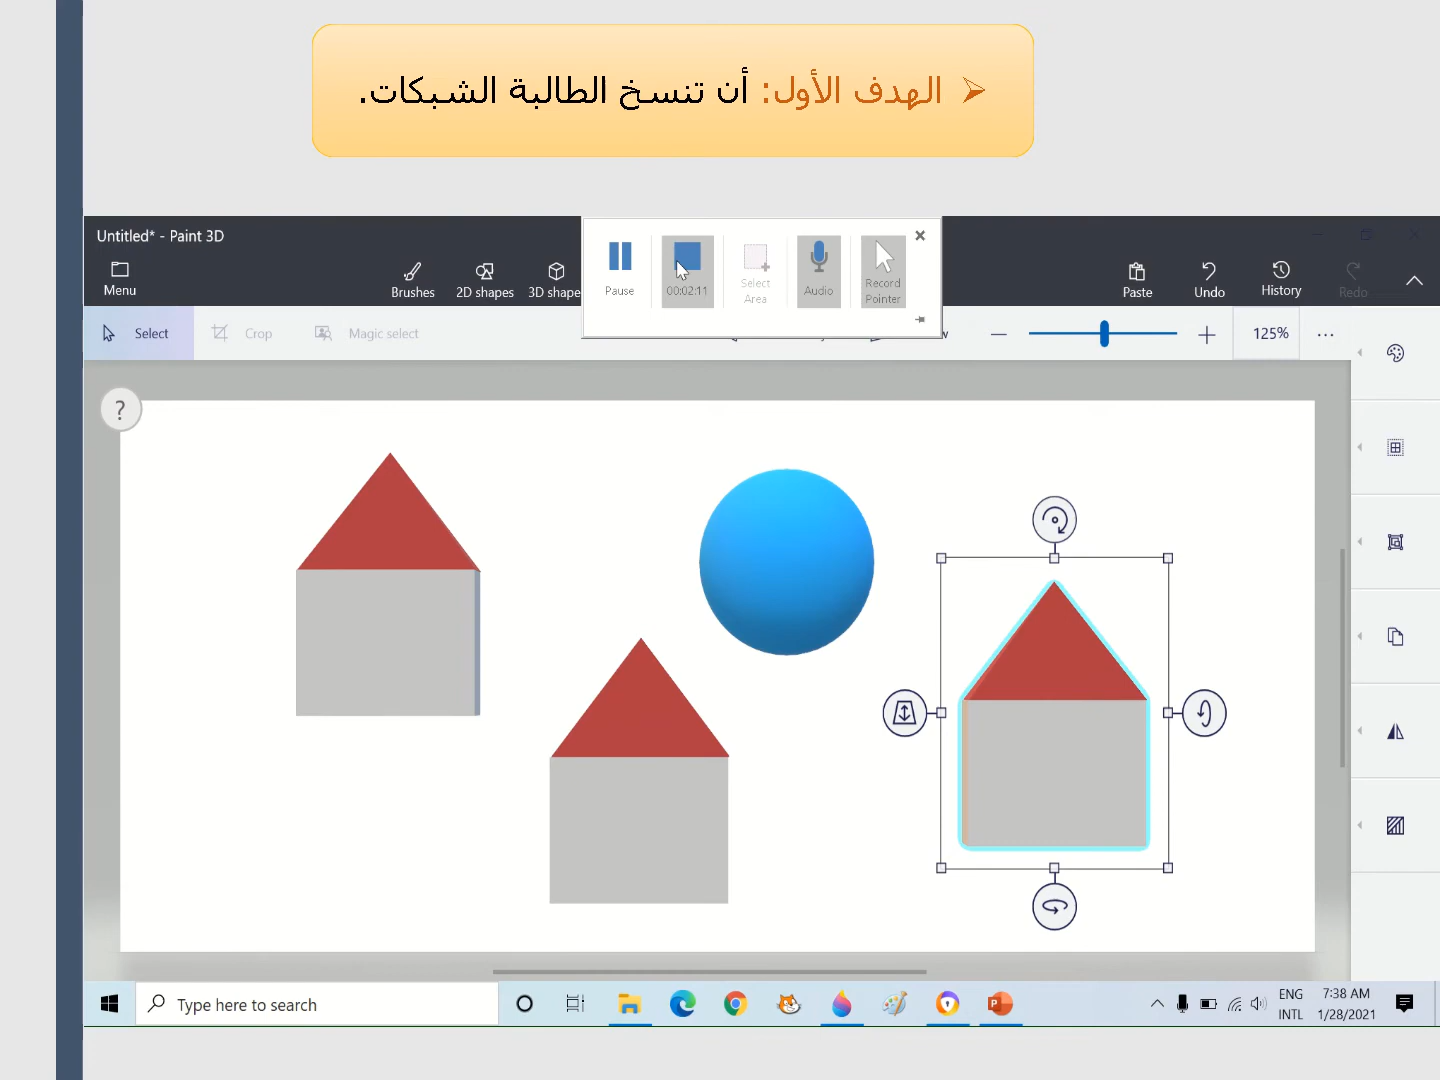 ➢ الهدف الأول: أن تنسخ الطالبة الشبكات.
Untitled* - Paint 3D
Menu
Brushes
2D shapes
3D shape
Pause
00:02:11
Select Area
Audio
Record Pointer
Paste
Undo
History
Redo
Select
Crop
Magic select
125%
?
Type here to search
ENG
INTL
7:38 AM
1/28/2021